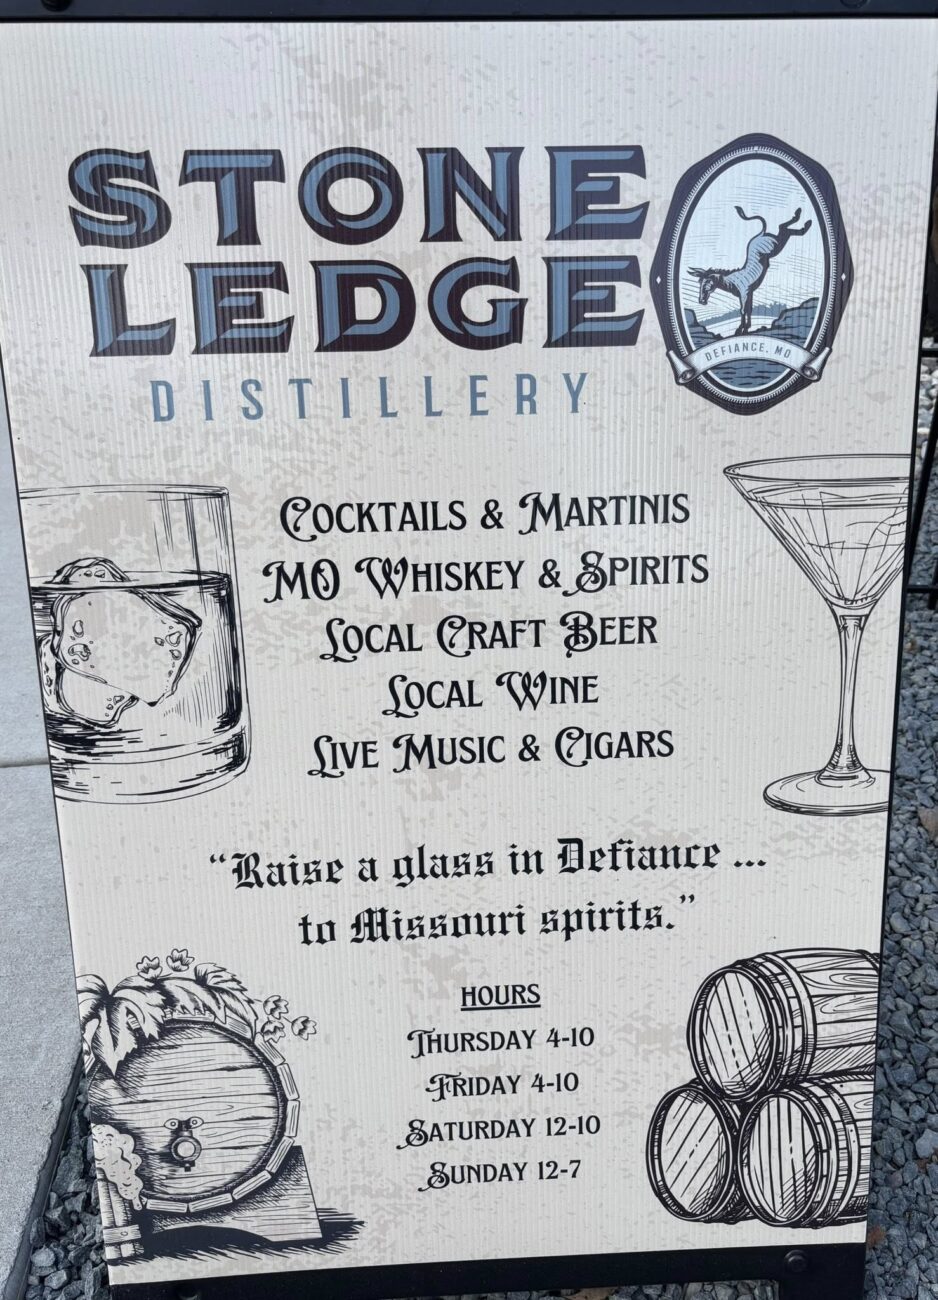 STONE
LEDGE
DISTILLERY
DEFIANCE, MO
COCKTAILS & MARTINIS
MO WHISKEY & SPIRITS
LOCAL CRAFT BEER
LOCAL WINE
LIVE MUSIC & CIGARS
“Raise a glass in Defiance ...
to Missouri spirits.”
HOURS
THURSDAY 4-10
FRIDAY 4-10
SATURDAY 12-10
SUNDAY 12-7